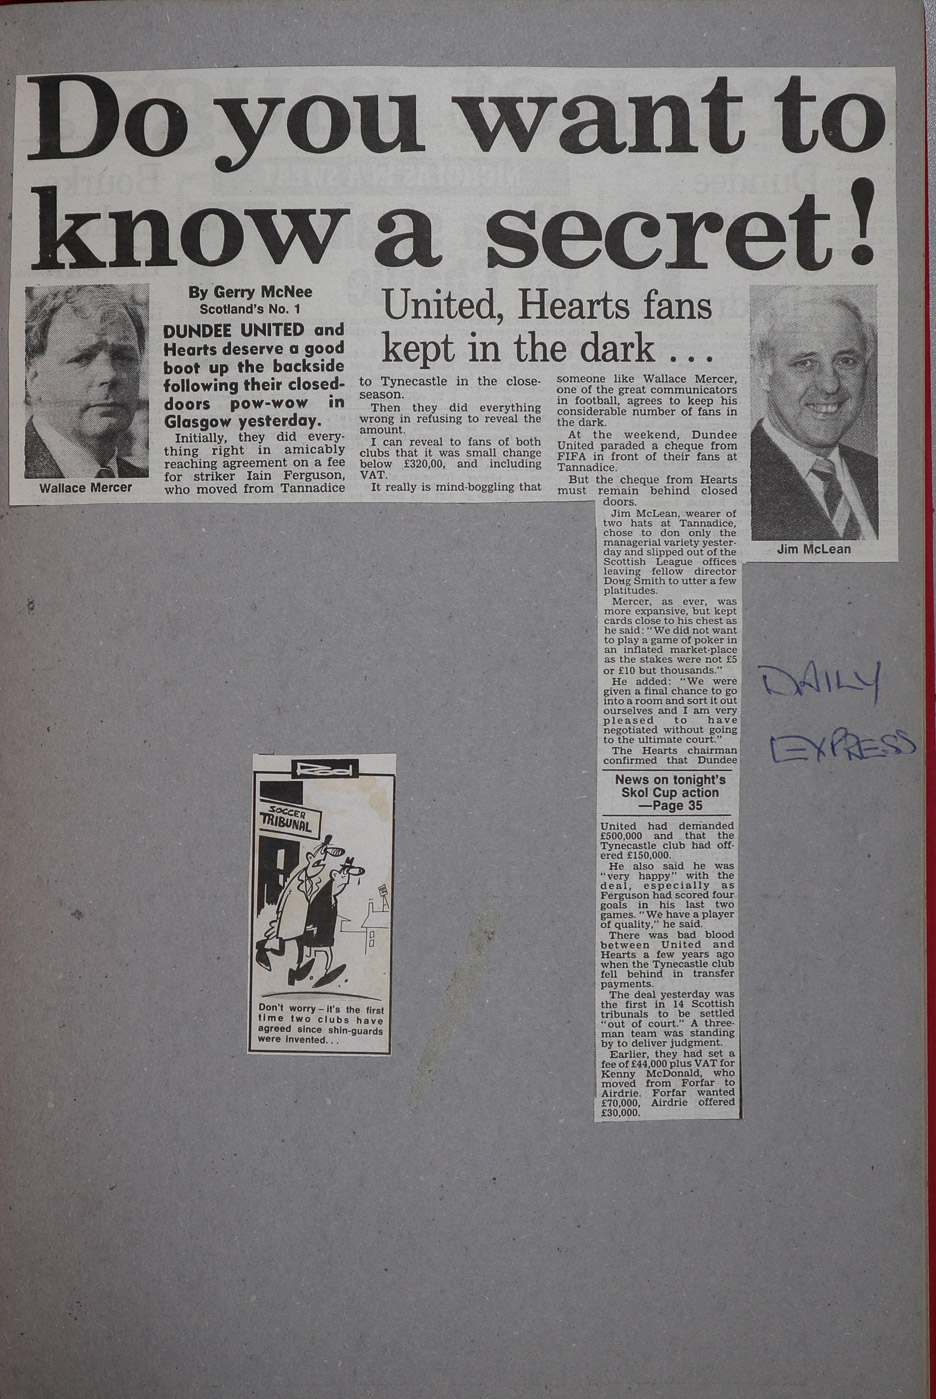 Do you want to
know a secret!
Wallace Mercer
By Gerry McNee
Scotland's No. 1
DUNDEE UNITED and
Hearts deserve a good
boot up the backside
following their closed-
doors pow-wow in
Glasgow yesterday.
Initially, they did every-
thing right in amicably
reaching agreement on a fee
for striker Iain Ferguson,
who moved from Tannadice
United, Hearts fans
kept in the dark ...
to Tynecastle in the close-
season.
Then they did everything
wrong in refusing to reveal the
amount.
I can reveal to fans of both
clubs that it was small change
below £320,00, and including
VAT.
It really is mind-boggling that
someone like Wallace Mercer,
one of the great communicators
in football, agrees to keep his
considerable number of fans in
the dark.
At the weekend, Dundee
United paraded a cheque from
FIFA in front of their fans at
Tannadice.
But the cheque from Hearts
must remain behind closed
doors.
Jim McLean, wearer of
two hats at Tannadice,
chose to don only the
managerial variety yester-
day and slipped out of the
Scottish League offices
leaving fellow director
Doug Smith to utter a few
platitudes.
Mercer, as ever, was
more expansive, but kept
cards close to his chest as
he said: "We did not want
to play a game of poker in
an inflated market-place
as the stakes were not £5
or £10 but thousands."
He added: "We were
given a final chance to go
into a room and sort it out
ourselves and I am very
pleased to have
negotiated without going
to the ultimate court."
The Hearts chairman
confirmed that Dundee
News on tonight's
Skol Cup action
—Page 35
United had demanded
£500,000 and that the
Tynecastle club had off-
ered £150,000.
He also said he was
"very happy" with the
deal, especially as
Ferguson had scored four
goals in his last two
games. "We have a player
of quality," he said.
There was bad blood
between United and
Hearts a few years ago
when the Tynecastle club
fell behind in transfer
payments.
The deal yesterday was
the first in 14 Scottish
tribunals to be settled
"out of court." A three-
man team was standing
by to deliver judgment.
Earlier, they had set a
fee of £44,000 plus VAT for
Kenny McDonald, who
moved from Forfar to
Airdrie. Forfar wanted
£70,000, Airdrie offered
£30,000.
Jim McLean
DAILY
EXPRESS
Rod
SOCCER
TRIBUNAL
Don't worry – it's the first
time two clubs have
agreed since shin-guards
were invented...